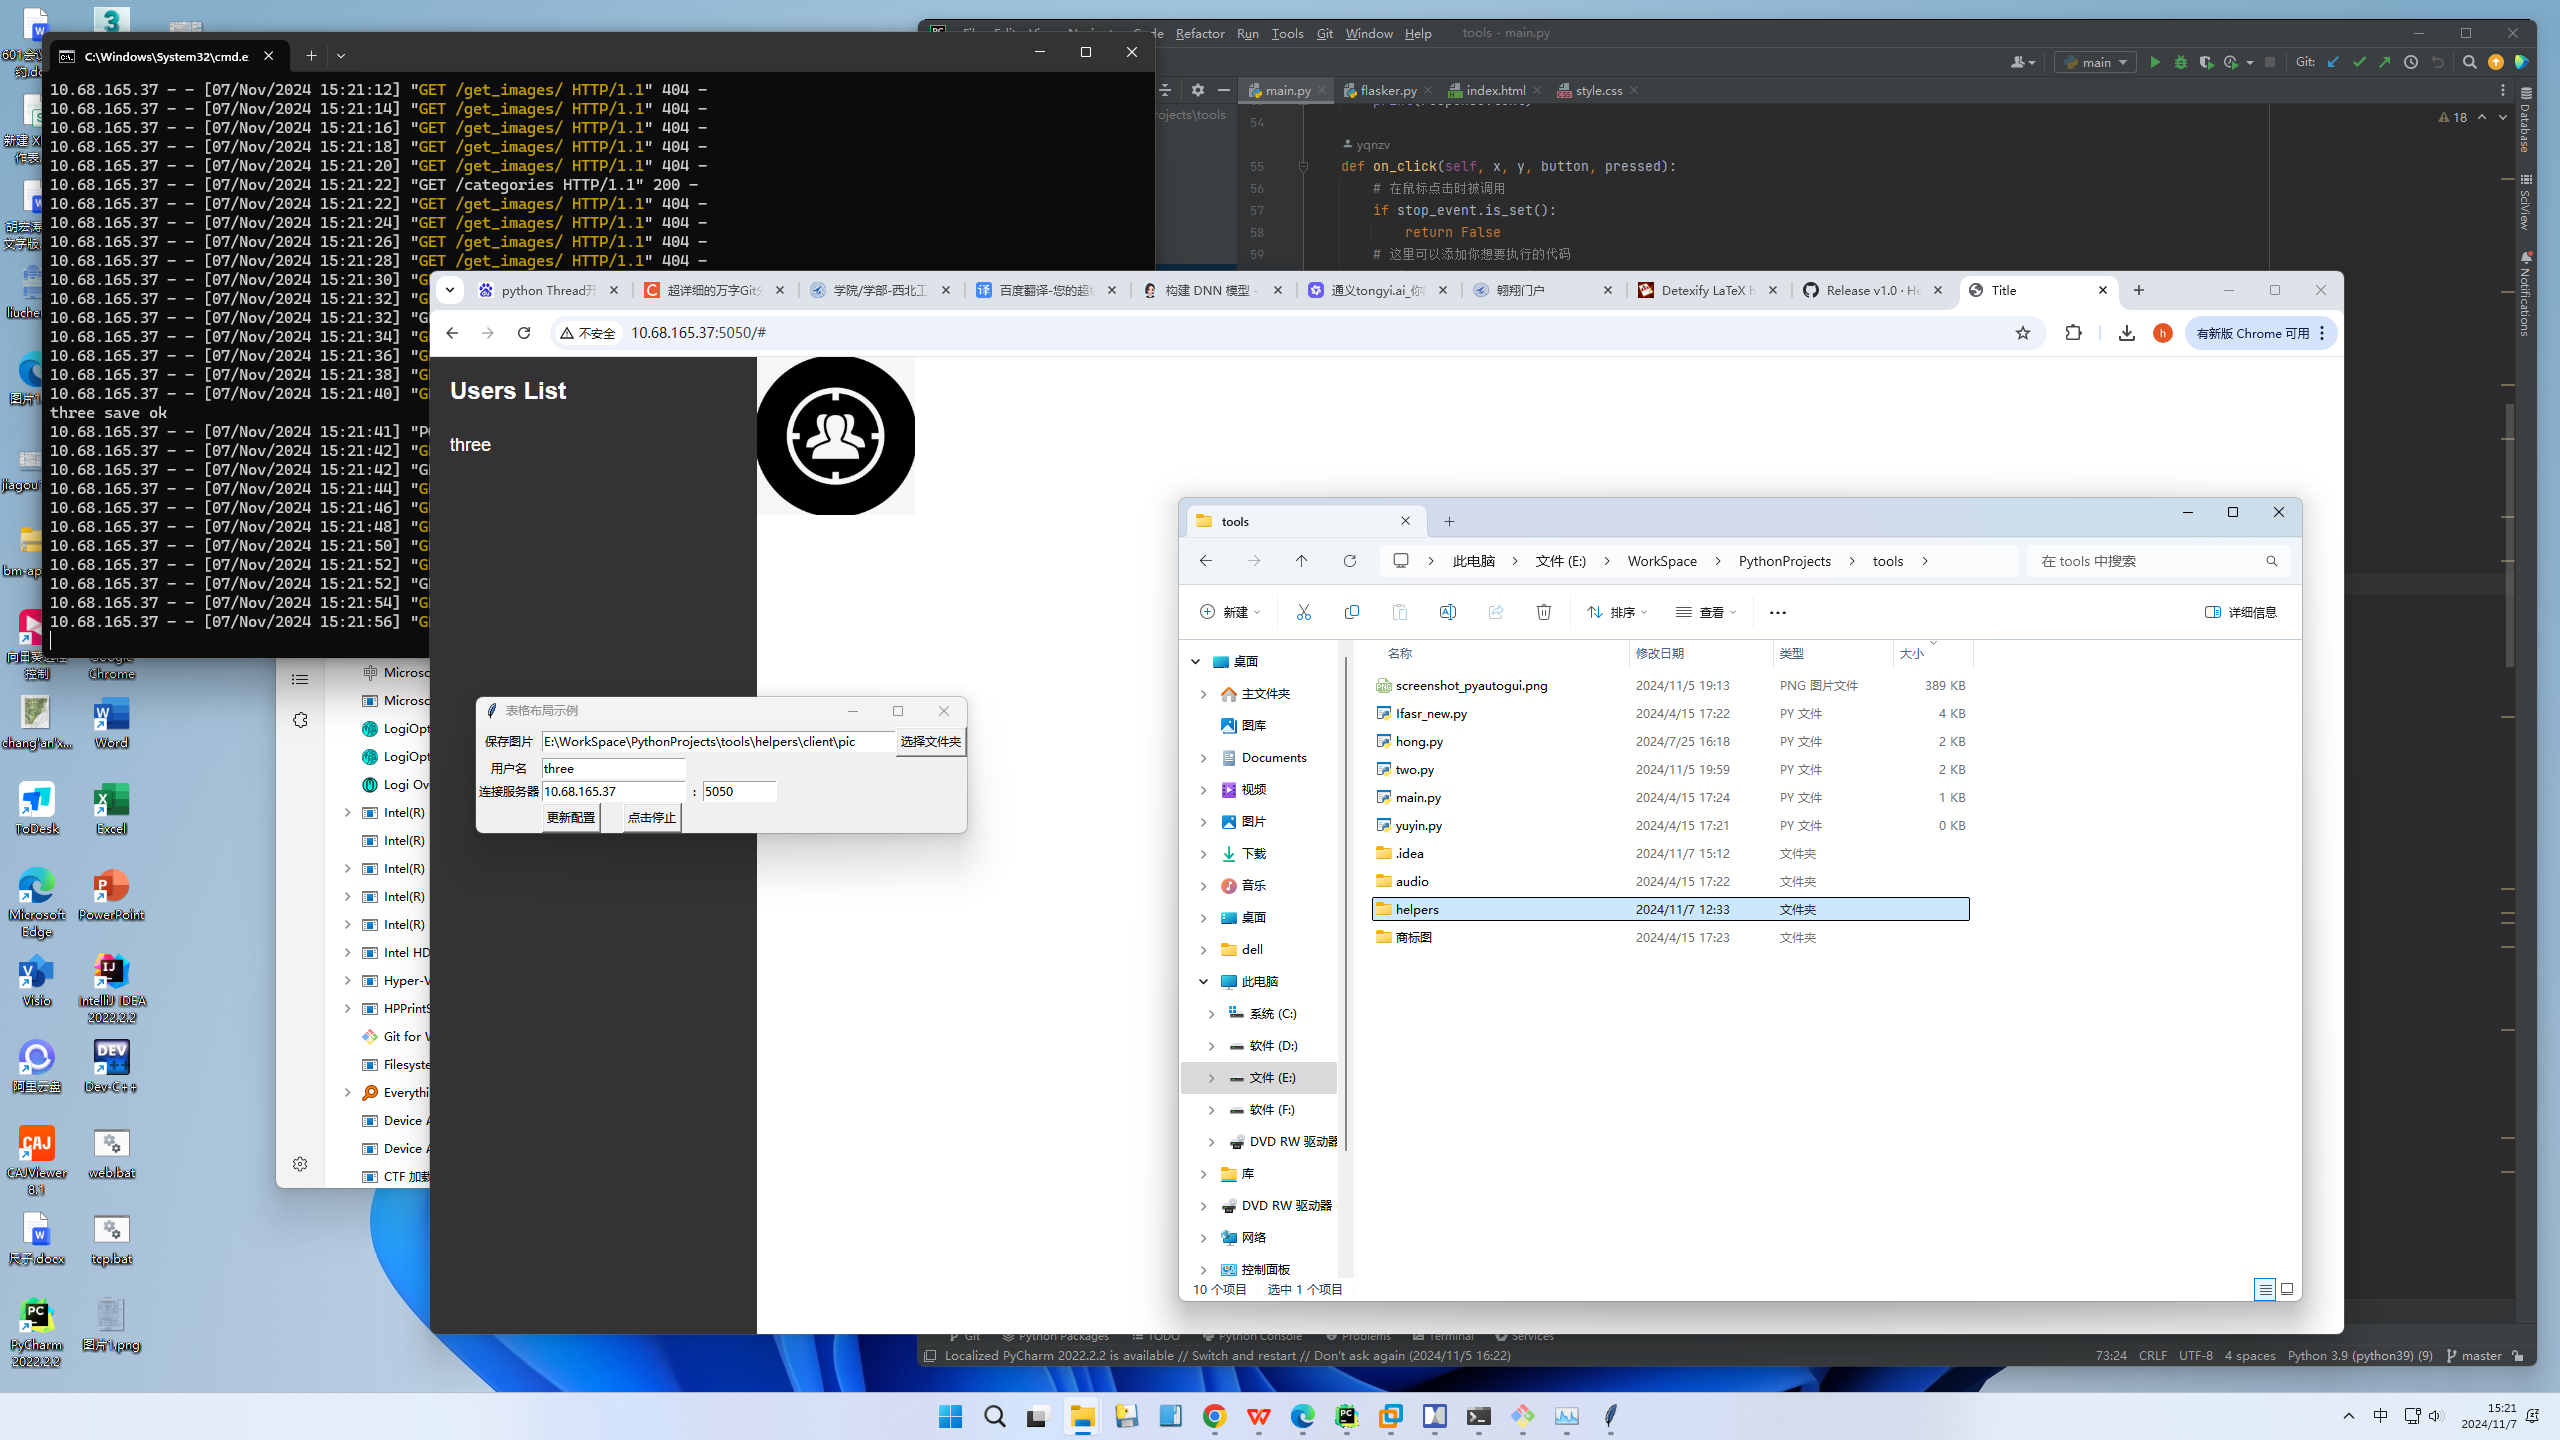 C:\Windows\System32\cmd.e
10.68.165.37 - - [07/Nov/2024 15:21:12] "GET /get_images/ HTTP/1.1" 404 -
10.68.165.37 - - [07/Nov/2024 15:21:14] "GET /get_images/ HTTP/1.1" 404 -
10.68.165.37 - - [07/Nov/2024 15:21:16] "GET /get_images/ HTTP/1.1" 404 -
10.68.165.37 - - [07/Nov/2024 15:21:18] "GET /get_images/ HTTP/1.1" 404 -
10.68.165.37 - - [07/Nov/2024 15:21:20] "GET /get_images/ HTTP/1.1" 404 -
10.68.165.37 - - [07/Nov/2024 15:21:22] "GET /categories HTTP/1.1" 200 -
10.68.165.37 - - [07/Nov/2024 15:21:22] "GET /get_images/ HTTP/1.1" 404 -
10.68.165.37 - - [07/Nov/2024 15:21:24] "GET /get_images/ HTTP/1.1" 404 -
10.68.165.37 - - [07/Nov/2024 15:21:26] "GET /get_images/ HTTP/1.1" 404 -
10.68.165.37 - - [07/Nov/2024 15:21:28] "GET /get_images/ HTTP/1.1" 404 -
10.68.165.37 - - [07/Nov/2024 15:21:30] "G
10.68.165.37 - - [07/Nov/2024 15:21:32] "G
10.68.165.37 - - [07/Nov/2024 15:21:32] "G
10.68.165.37 - - [07/Nov/2024 15:21:34] "G
10.68.165.37 - - [07/Nov/2024 15:21:36] "G
10.68.165.37 - - [07/Nov/2024 15:21:38] "G
10.68.165.37 - - [07/Nov/2024 15:21:40] "G
three save ok
10.68.165.37 - - [07/Nov/2024 15:21:41] "P
10.68.165.37 - - [07/Nov/2024 15:21:42] "G
10.68.165.37 - - [07/Nov/2024 15:21:42] "G
10.68.165.37 - - [07/Nov/2024 15:21:44] "G
10.68.165.37 - - [07/Nov/2024 15:21:46] "G
10.68.165.37 - - [07/Nov/2024 15:21:48] "G
10.68.165.37 - - [07/Nov/2024 15:21:50] "G
10.68.165.37 - - [07/Nov/2024 15:21:52] "G
10.68.165.37 - - [07/Nov/2024 15:21:52] "G
10.68.165.37 - - [07/Nov/2024 15:21:54] "G
10.68.165.37 - - [07/Nov/2024 15:21:56] "G
Refactor Run Tools Git Window Help tools - main.py
main Git:
main.py flasker.py index.html style.css
rojects\tools
54
18
yqnzv
55 def on_click(self, x, y, button, pressed):
56 # 在鼠标点击时被调用
57 if stop_event.is_set():
58 return False
59 # 这里可以添加你想要执行的代码
Database
SciView
Notifications
python Thread开 超详细的万字Git 学院/学部-西北工 百度翻译-您的超 构建 DNN 模型 - 通义tongyi.ai_你 翱翔门户 Detexify LaTeX h Release v1.0 · He Title
不安全 10.68.165.37:5050/#
h 有新版 Chrome 可用
Users List
three
表格布局示例
保存图片 E:\WorkSpace\PythonProjects\tools\helpers\client\pic 选择文件夹
用户名 three
连接服务器 10.68.165.37 : 5050
更新配置 点击停止
tools
此电脑 文件 (E:) WorkSpace PythonProjects tools
在 tools 中搜索
新建 排序 查看 详细信息
名称 修改日期 类型 大小
screenshot_pyautogui.png 2024/11/5 19:13 PNG 图片文件 389 KB
Ifasr_new.py 2024/4/15 17:22 PY 文件 4 KB
hong.py 2024/7/25 16:18 PY 文件 2 KB
two.py 2024/11/5 19:59 PY 文件 2 KB
main.py 2024/4/15 17:24 PY 文件 1 KB
yuyin.py 2024/4/15 17:21 PY 文件 0 KB
.idea 2024/11/7 15:12 文件夹
audio 2024/4/15 17:22 文件夹
helpers 2024/11/7 12:33 文件夹
商标图 2024/4/15 17:23 文件夹
桌面
主文件夹
图库
Documents
视频
图片
下载
音乐
桌面
dell
此电脑
系统 (C:)
软件 (D:)
文件 (E:)
软件 (F:)
DVD RW 驱动器
库
DVD RW 驱动器
网络
控制面板
10 个项目 选中 1 个项目
Microsc
Microsc
LogiOpt
LogiOpt
Logi Ov
Intel(R)
Intel(R)
Intel(R)
Intel(R)
Intel(R)
Intel HD
Hyper-V
HPPrintS
Git for W
Filesyste
Everythi
Device A
Device A
CTF 加载
向日葵远程控制
Google Chrome
chang'an'x...
Word
ToDesk
Excel
Microsoft Edge
PowerPoint
Visio
IntelliJ IDEA 2022.2.2
阿里云盘
Dev-C++
CAJViewer 8.1
web.bat
尺子.docx
tcp.bat
PyCharm 2022.2.2
图片1.png
Git Python Packages TODO Python Console Problems Terminal Services
Localized PyCharm 2022.2.2 is available // Switch and restart // Don't ask again (2024/11/5 16:22)
73:24 CRLF UTF-8 4 spaces Python 3.9 (python39) (9) master
中 15:21
2024/11/7